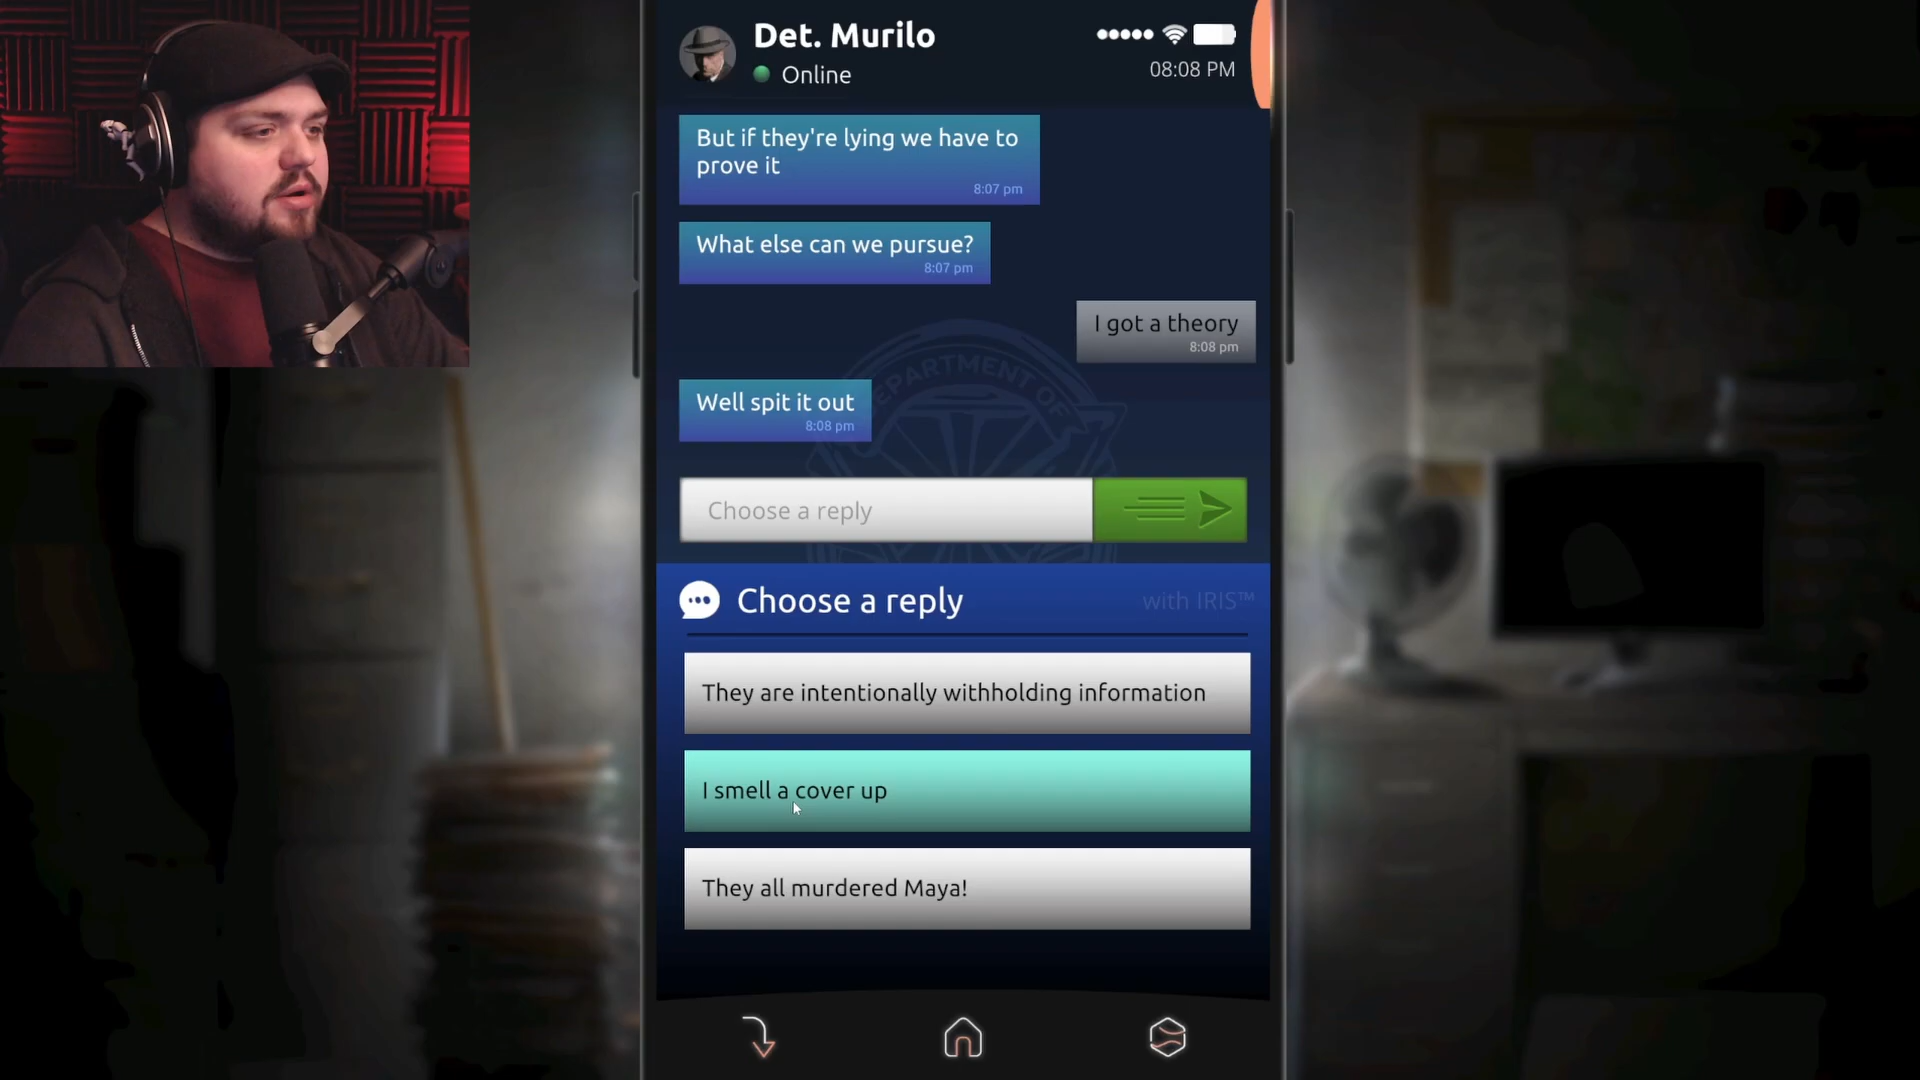 Det. Murilo
Online
08:08 PM
But if they're lying we have to
prove it
8:07 pm
What else can we pursue?
8:07 pm
I got a theory
8:08 pm
DEPARTMENT OF
Well spit it out
8:08 pm
Choose a reply
Choose a reply
with IRIS™
They are intentionally withholding information
I smell a cover up
They all murdered Maya!